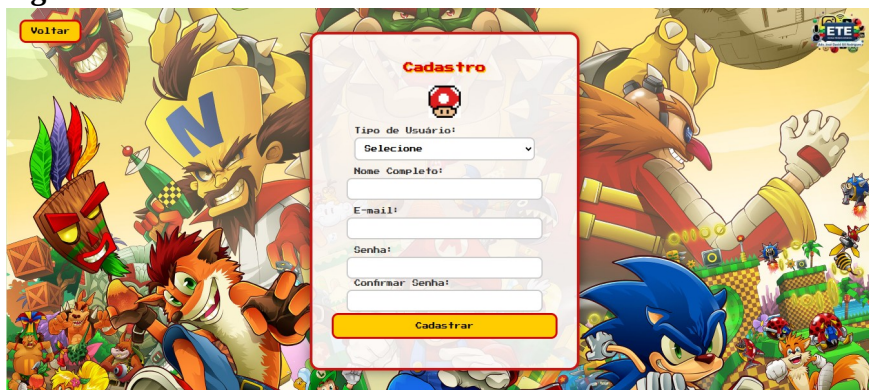 Voltar
ETE
Cadastro
Tipo de Usuário:
Selecione
Nome Completo:
E-mail:
Senha:
Confirmar Senha:
Cadastrar
N